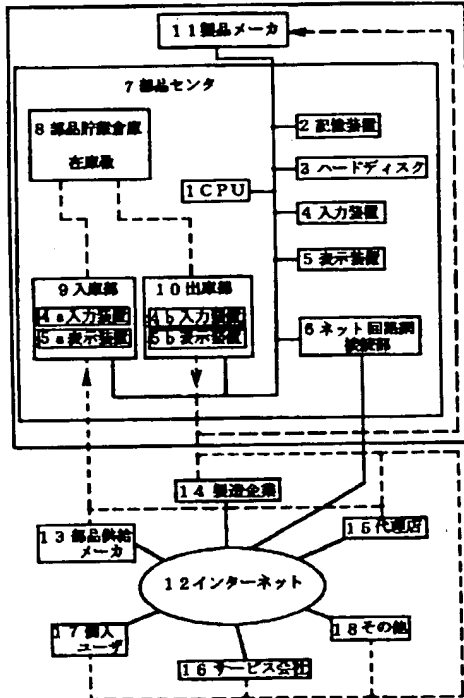 11製品メーカ
7部品センタ
8部品貯蔵倉庫
在庫数
2記憶装置
3ハードディスク
1CPU
4入力装置
5表示装置
9入庫部
4a入力装置
5a表示装置
10出庫部
4b入力装置
5b表示装置
6ネット回路網
接続部
14製造企業
13部品供給
メーカ
15代理店
12インターネット
17個人
ユーザ
18その他
16サービス会社